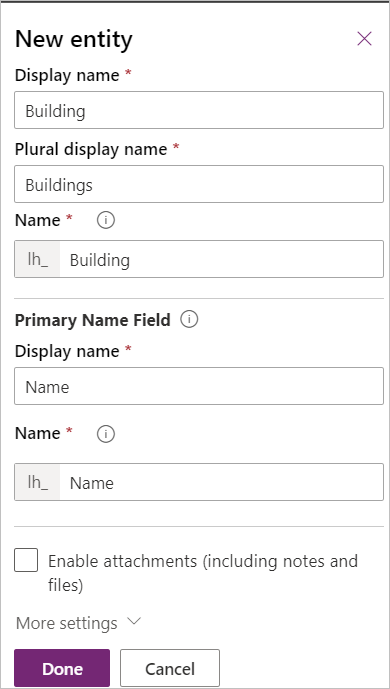 New entity
Display name *
Building
Plural display name *
Buildings
Name *
lh_ Building
Primary Name Field
Display name *
Name
Name *
lh_ Name
Enable attachments (including notes and
files)
More settings
Done Cancel